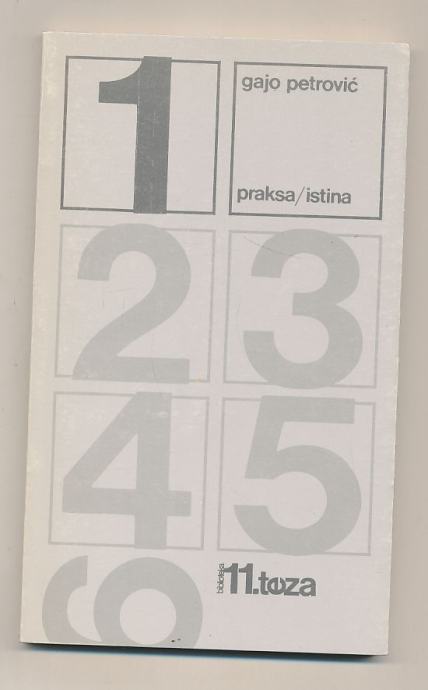 1
gajo petrović
praksa/istina
2
3
4
5
6
biblioteka
11.teza